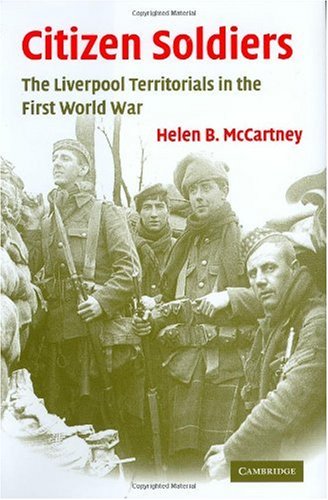 Citizen Soldiers
The Liverpool Territorials in the
First World War
Helen B. McCartney
CAMBRIDGE